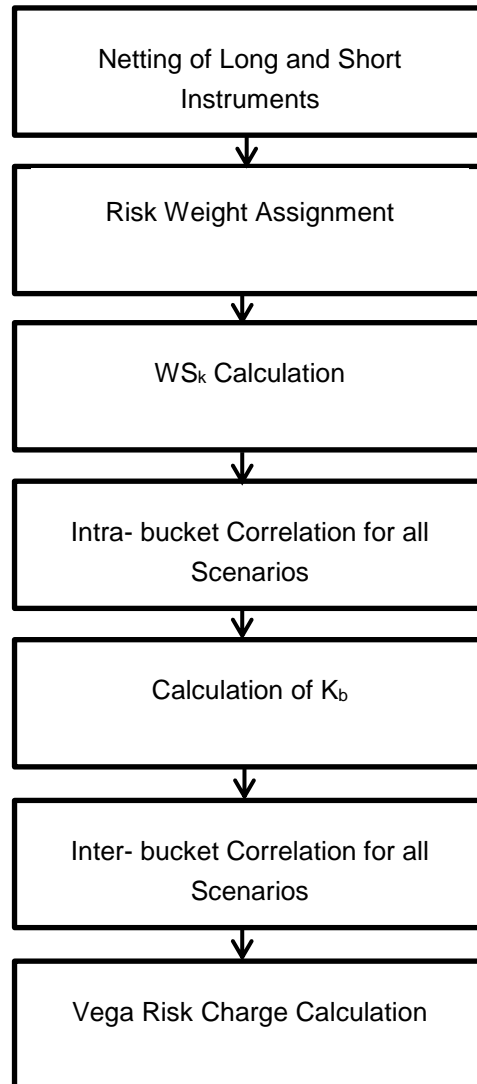 Netting of Long and Short
Instruments
Risk Weight Assignment
WSₖ Calculation
Intra- bucket Correlation for all
Scenarios
Calculation of K_b
Inter- bucket Correlation for all
Scenarios
Vega Risk Charge Calculation